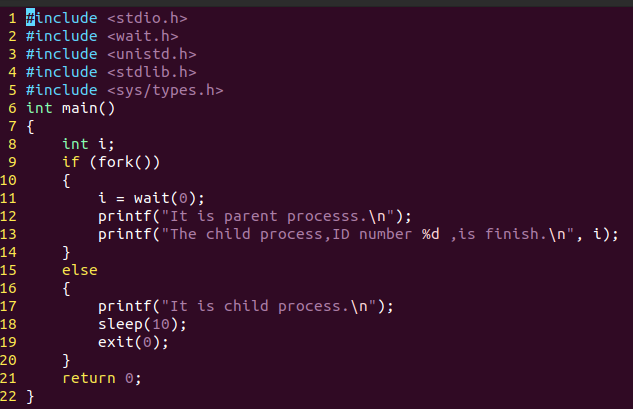 1 #include <stdio.h>
2 #include <wait.h>
3 #include <unistd.h>
4 #include <stdlib.h>
5 #include <sys/types.h>
6 int main()
7 {
8     int i;
9     if (fork())
10     {
11         i = wait(0);
12         printf("It is parent processs.\n");
13         printf("The child process,ID number %d ,is finish.\n", i);
14     }
15     else
16     {
17         printf("It is child process.\n");
18         sleep(10);
19         exit(0);
20     }
21     return 0;
22 }